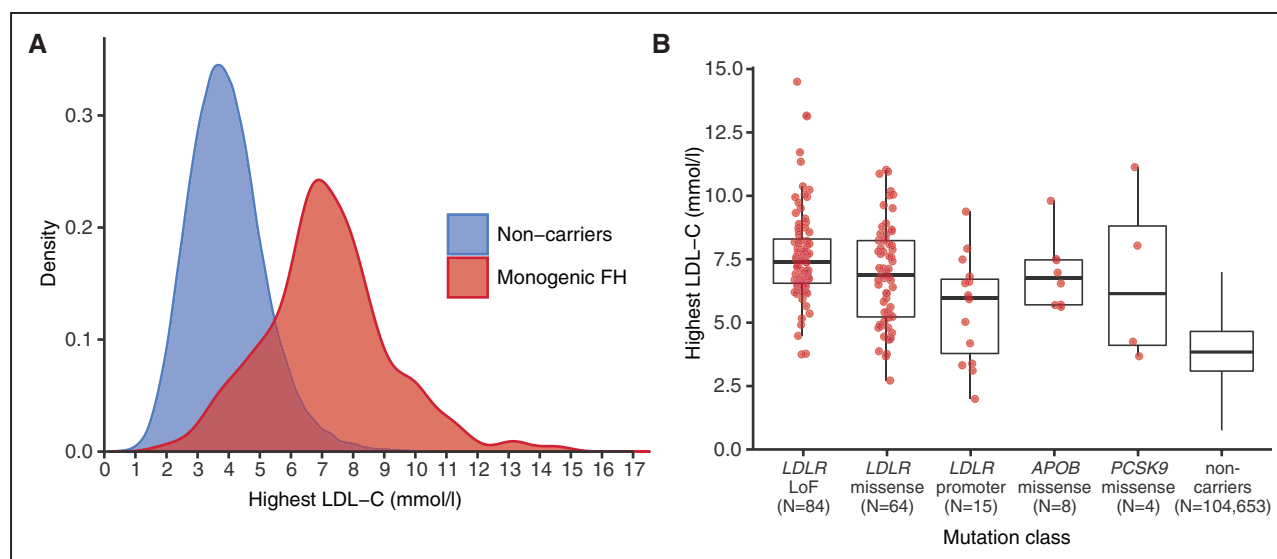 A
Density
0.3
0.2
0.1
0.0
0 1 2 3 4 5 6 7 8 9 10 11 12 13 14 15 16 17
Highest LDL−C (mmol/l)
Non−carriers
Monogenic FH
B
Highest LDL−C (mmol/l)
15.0
12.5
10.0
7.5
5.0
2.5
0.0
LDLR LDLR LDLR APOB PCSK9 non-
LoF missense promoter missense missense carriers
(N=84) (N=64) (N=15) (N=8) (N=4) (N=104,653)
Mutation class